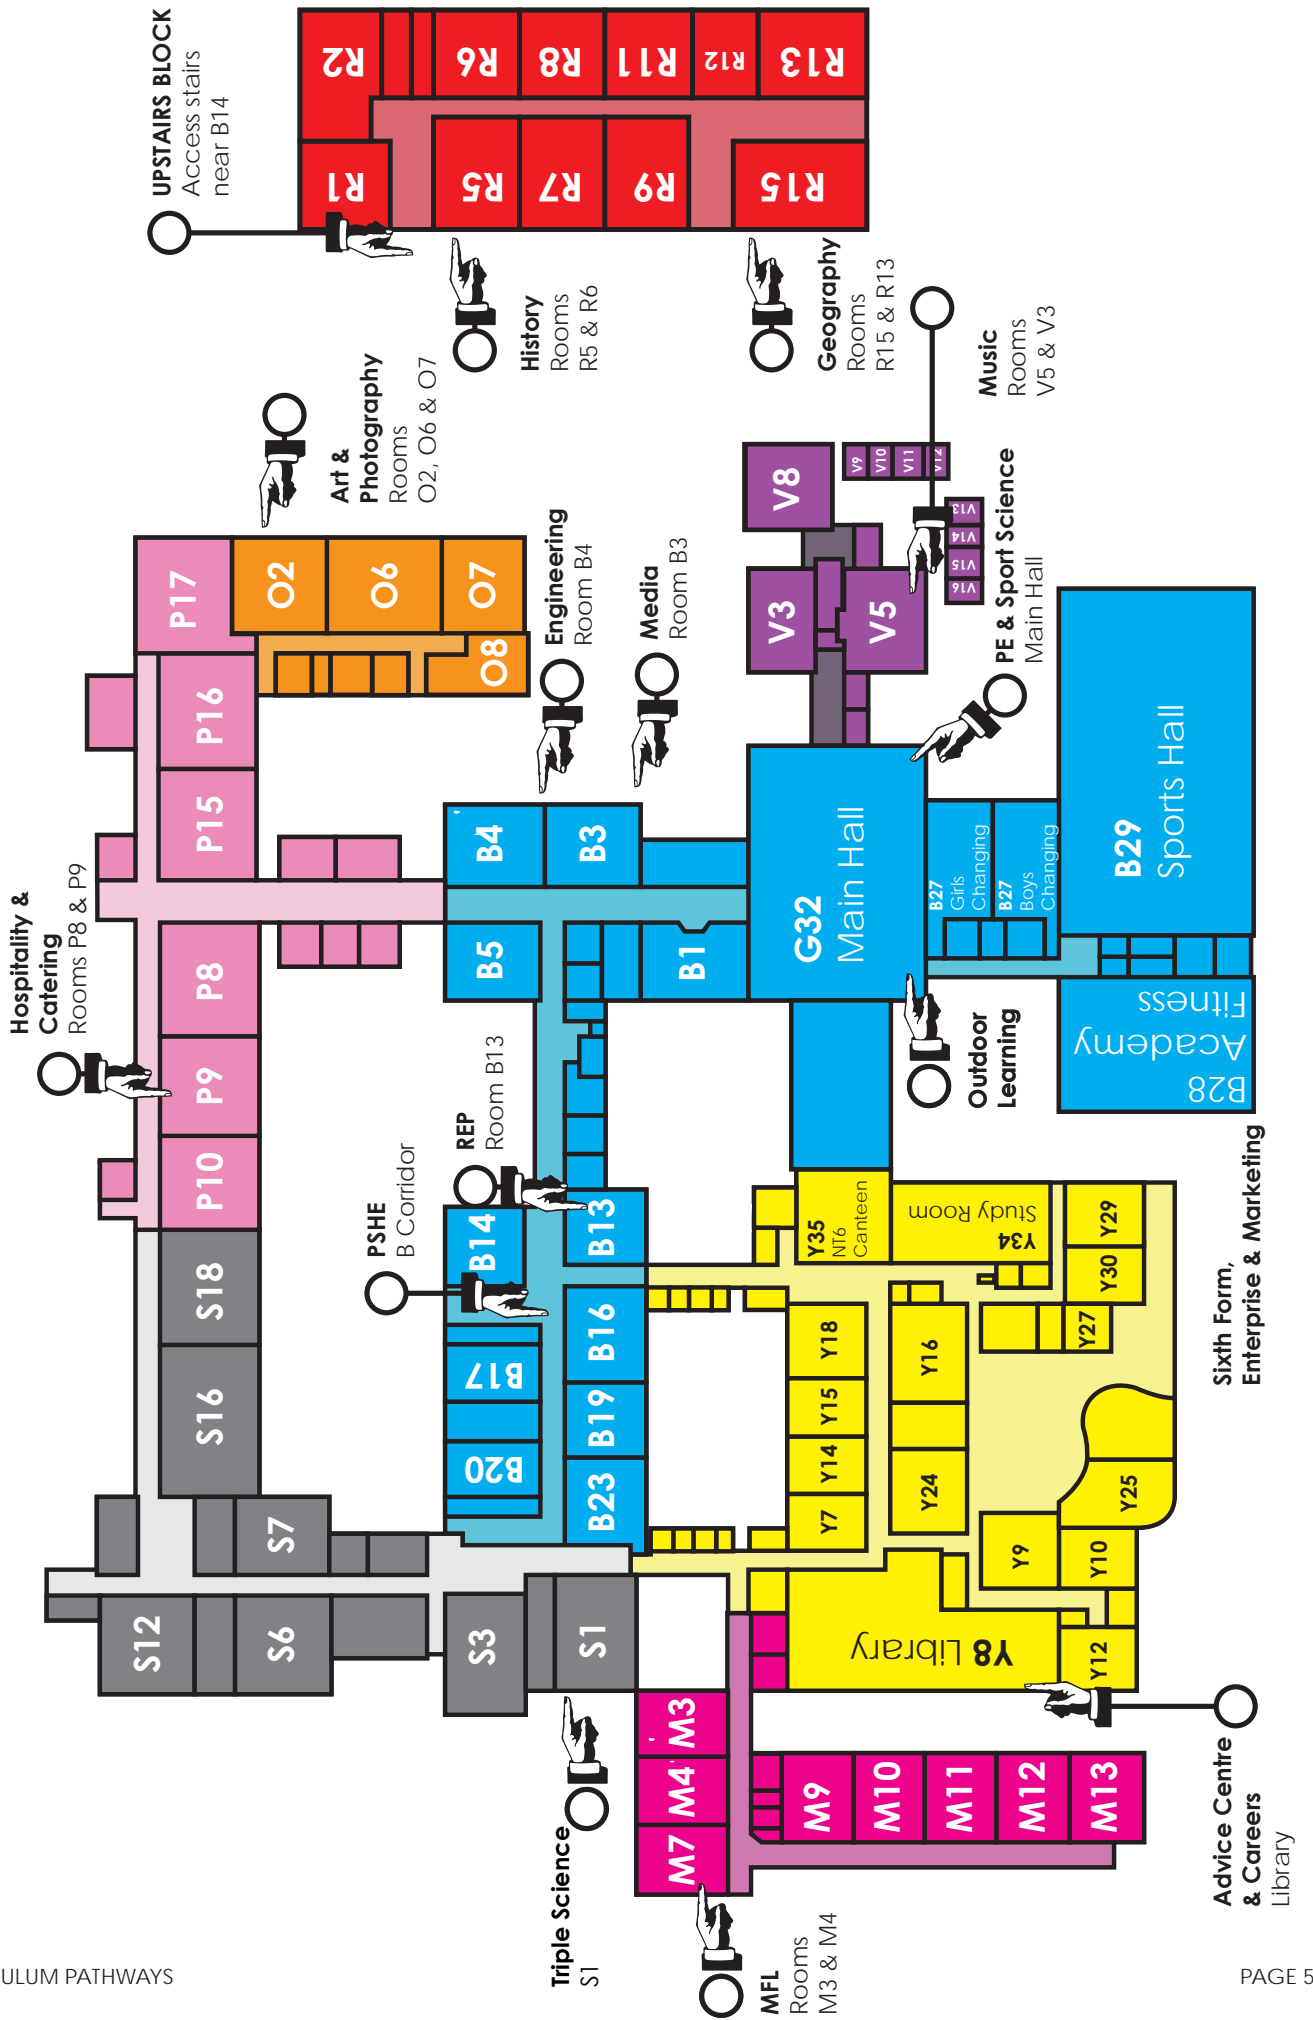 UPSTAIRS BLOCK
Access stairs
near B14
R2
R6
R8
R11
R12
R13
R1
R5
R7
R9
R15
History
Rooms
R5 & R6
Geography
Rooms
R15 & R13
Art &
Photography
Rooms
O2, O6 & O7
Music
Rooms
V5 & V3
Engineering
Room B4
Media
Room B3
PE & Sport Science
Main Hall
P17
O2
O6
O7
O8
V8
V9
V10
V11
V12
V13
V14
V15
V16
V3
V5
P16
P15
Hospitality &
Catering
Rooms P8 & P9
P8
P9
P10
B4
B3
B5
B1
G32
Main Hall
B27
Girls
Changing
B27
Boys
Changing
B29
Sports Hall
B28
Academy
Fitness
Outdoor
Learning
REP
Room B13
PSHE
B Corridor
B14
B13
B16
B17
B19
B20
B23
S18
S16
S7
S12
S6
S3
S1
Y35
NT6
Canteen
Y34
Study Room
Y29
Y30
Y27
Y18
Y16
Y15
Y14
Y24
Y7
Y25
Y9
Y10
Y8 Library
Y12
Sixth Form,
Enterprise & Marketing
M3
M4
M7
M9
M10
M11
M12
M13
Triple Science
S1
MFL
Rooms
M3 & M4
Advice Centre
& Careers
Library
ULUM PATHWAYS
PAGE 5